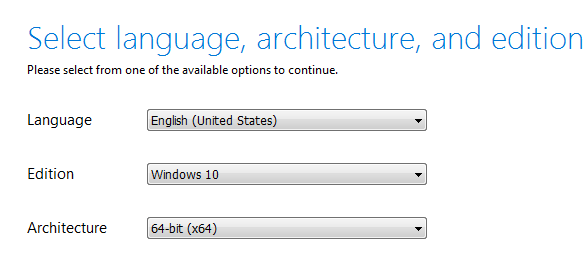 Select language, architecture, and edition
Please select from one of the available options to continue.
Language English (United States)
Edition Windows 10
Architecture 64-bit (x64)